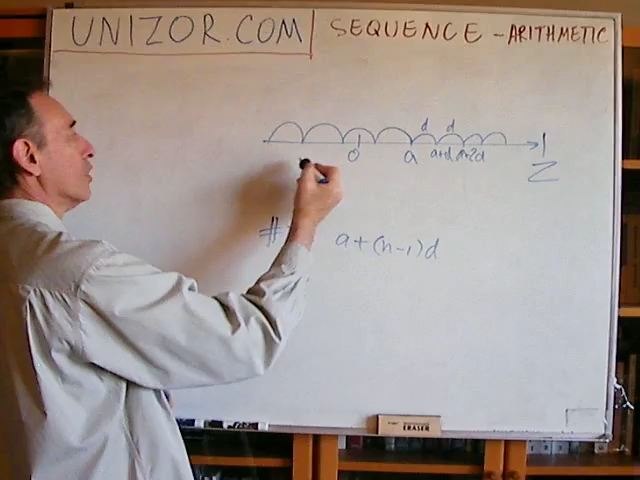 UNIZOR.COM | SEQUENCE - ARITHMETIC
d d
0 a a+d a+2d
Z
# a+(n-1)d
ERASER